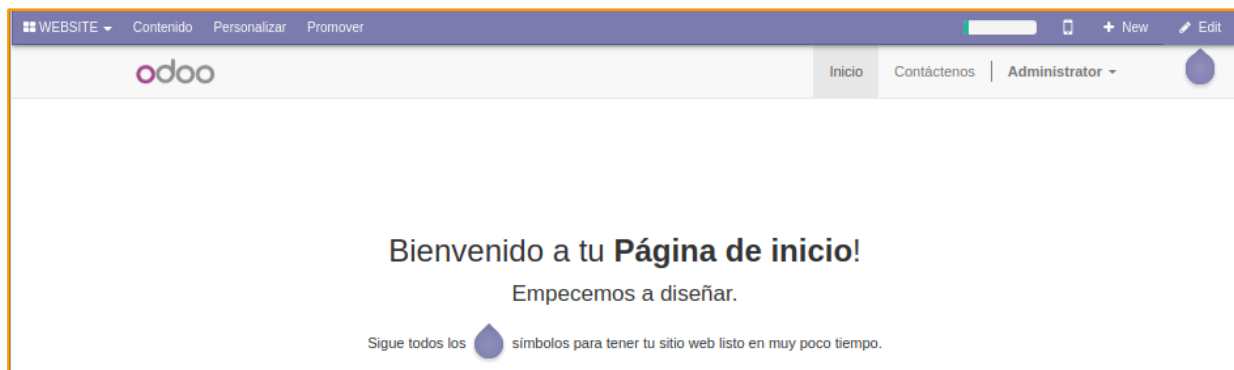 WEBSITE Contenido Personalizar Promover + New Edit
odoo Inicio Contáctenos Administrator
Bienvenido a tu Página de inicio!
Empecemos a diseñar.
Sigue todos los símbolos para tener tu sitio web listo en muy poco tiempo.